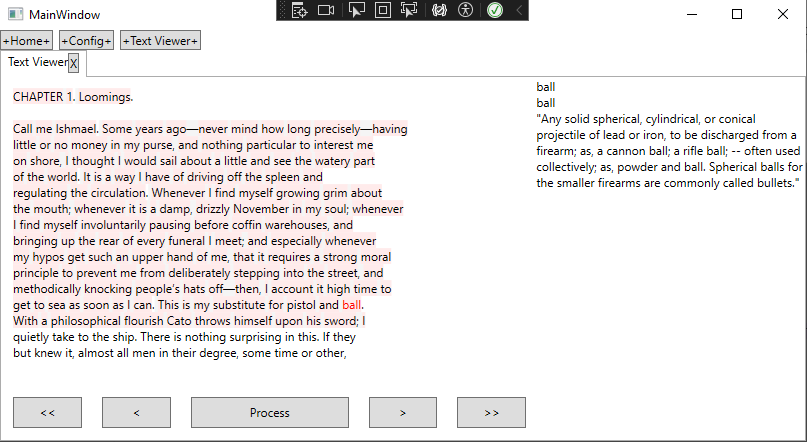 MainWindow
+Home+ +Config+ +Text Viewer+
Text Viewer X
CHAPTER 1. Loomings.
Call me Ishmael. Some years ago—never mind how long precisely—having
little or no money in my purse, and nothing particular to interest me
on shore, I thought I would sail about a little and see the watery part
of the world. It is a way I have of driving off the spleen and
regulating the circulation. Whenever I find myself growing grim about
the mouth; whenever it is a damp, drizzly November in my soul; whenever
I find myself involuntarily pausing before coffin warehouses, and
bringing up the rear of every funeral I meet; and especially whenever
my hypos get such an upper hand of me, that it requires a strong moral
principle to prevent me from deliberately stepping into the street, and
methodically knocking people's hats off—then, I account it high time to
get to sea as soon as I can. This is my substitute for pistol and ball.
With a philosophical flourish Cato throws himself upon his sword; I
quietly take to the ship. There is nothing surprising in this. If they
but knew it, almost all men in their degree, some time or other,
ball
ball
"Any solid spherical, cylindrical, or conical
projectile of lead or iron, to be discharged from a
firearm; as, a cannon ball; a rifle ball; -- often used
collectively; as, powder and ball. Spherical balls for
the smaller firearms are commonly called bullets."
<< < Process > >>